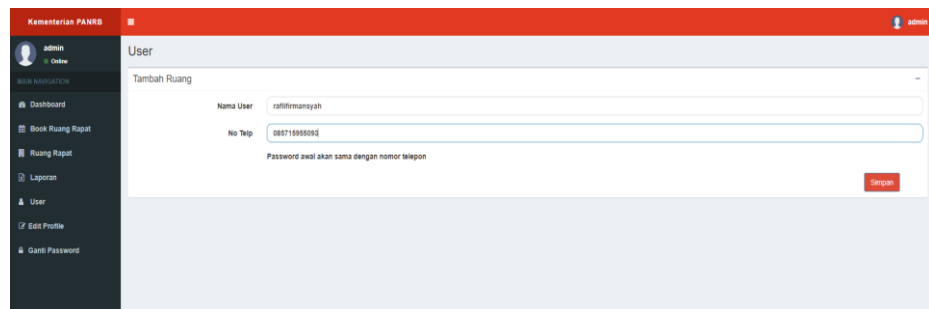 Kementerian PANRB
admin
admin
Online
User
MAIN NAVIGATION
Tambah Ruang
Dashboard
Nama User raflifirmansyah
Book Ruang Rapat
No Telp 085715955093
Ruang Rapat
Password awal akan sama dengan nomor telepon
Laporan
Simpan
User
Edit Profile
Ganti Password